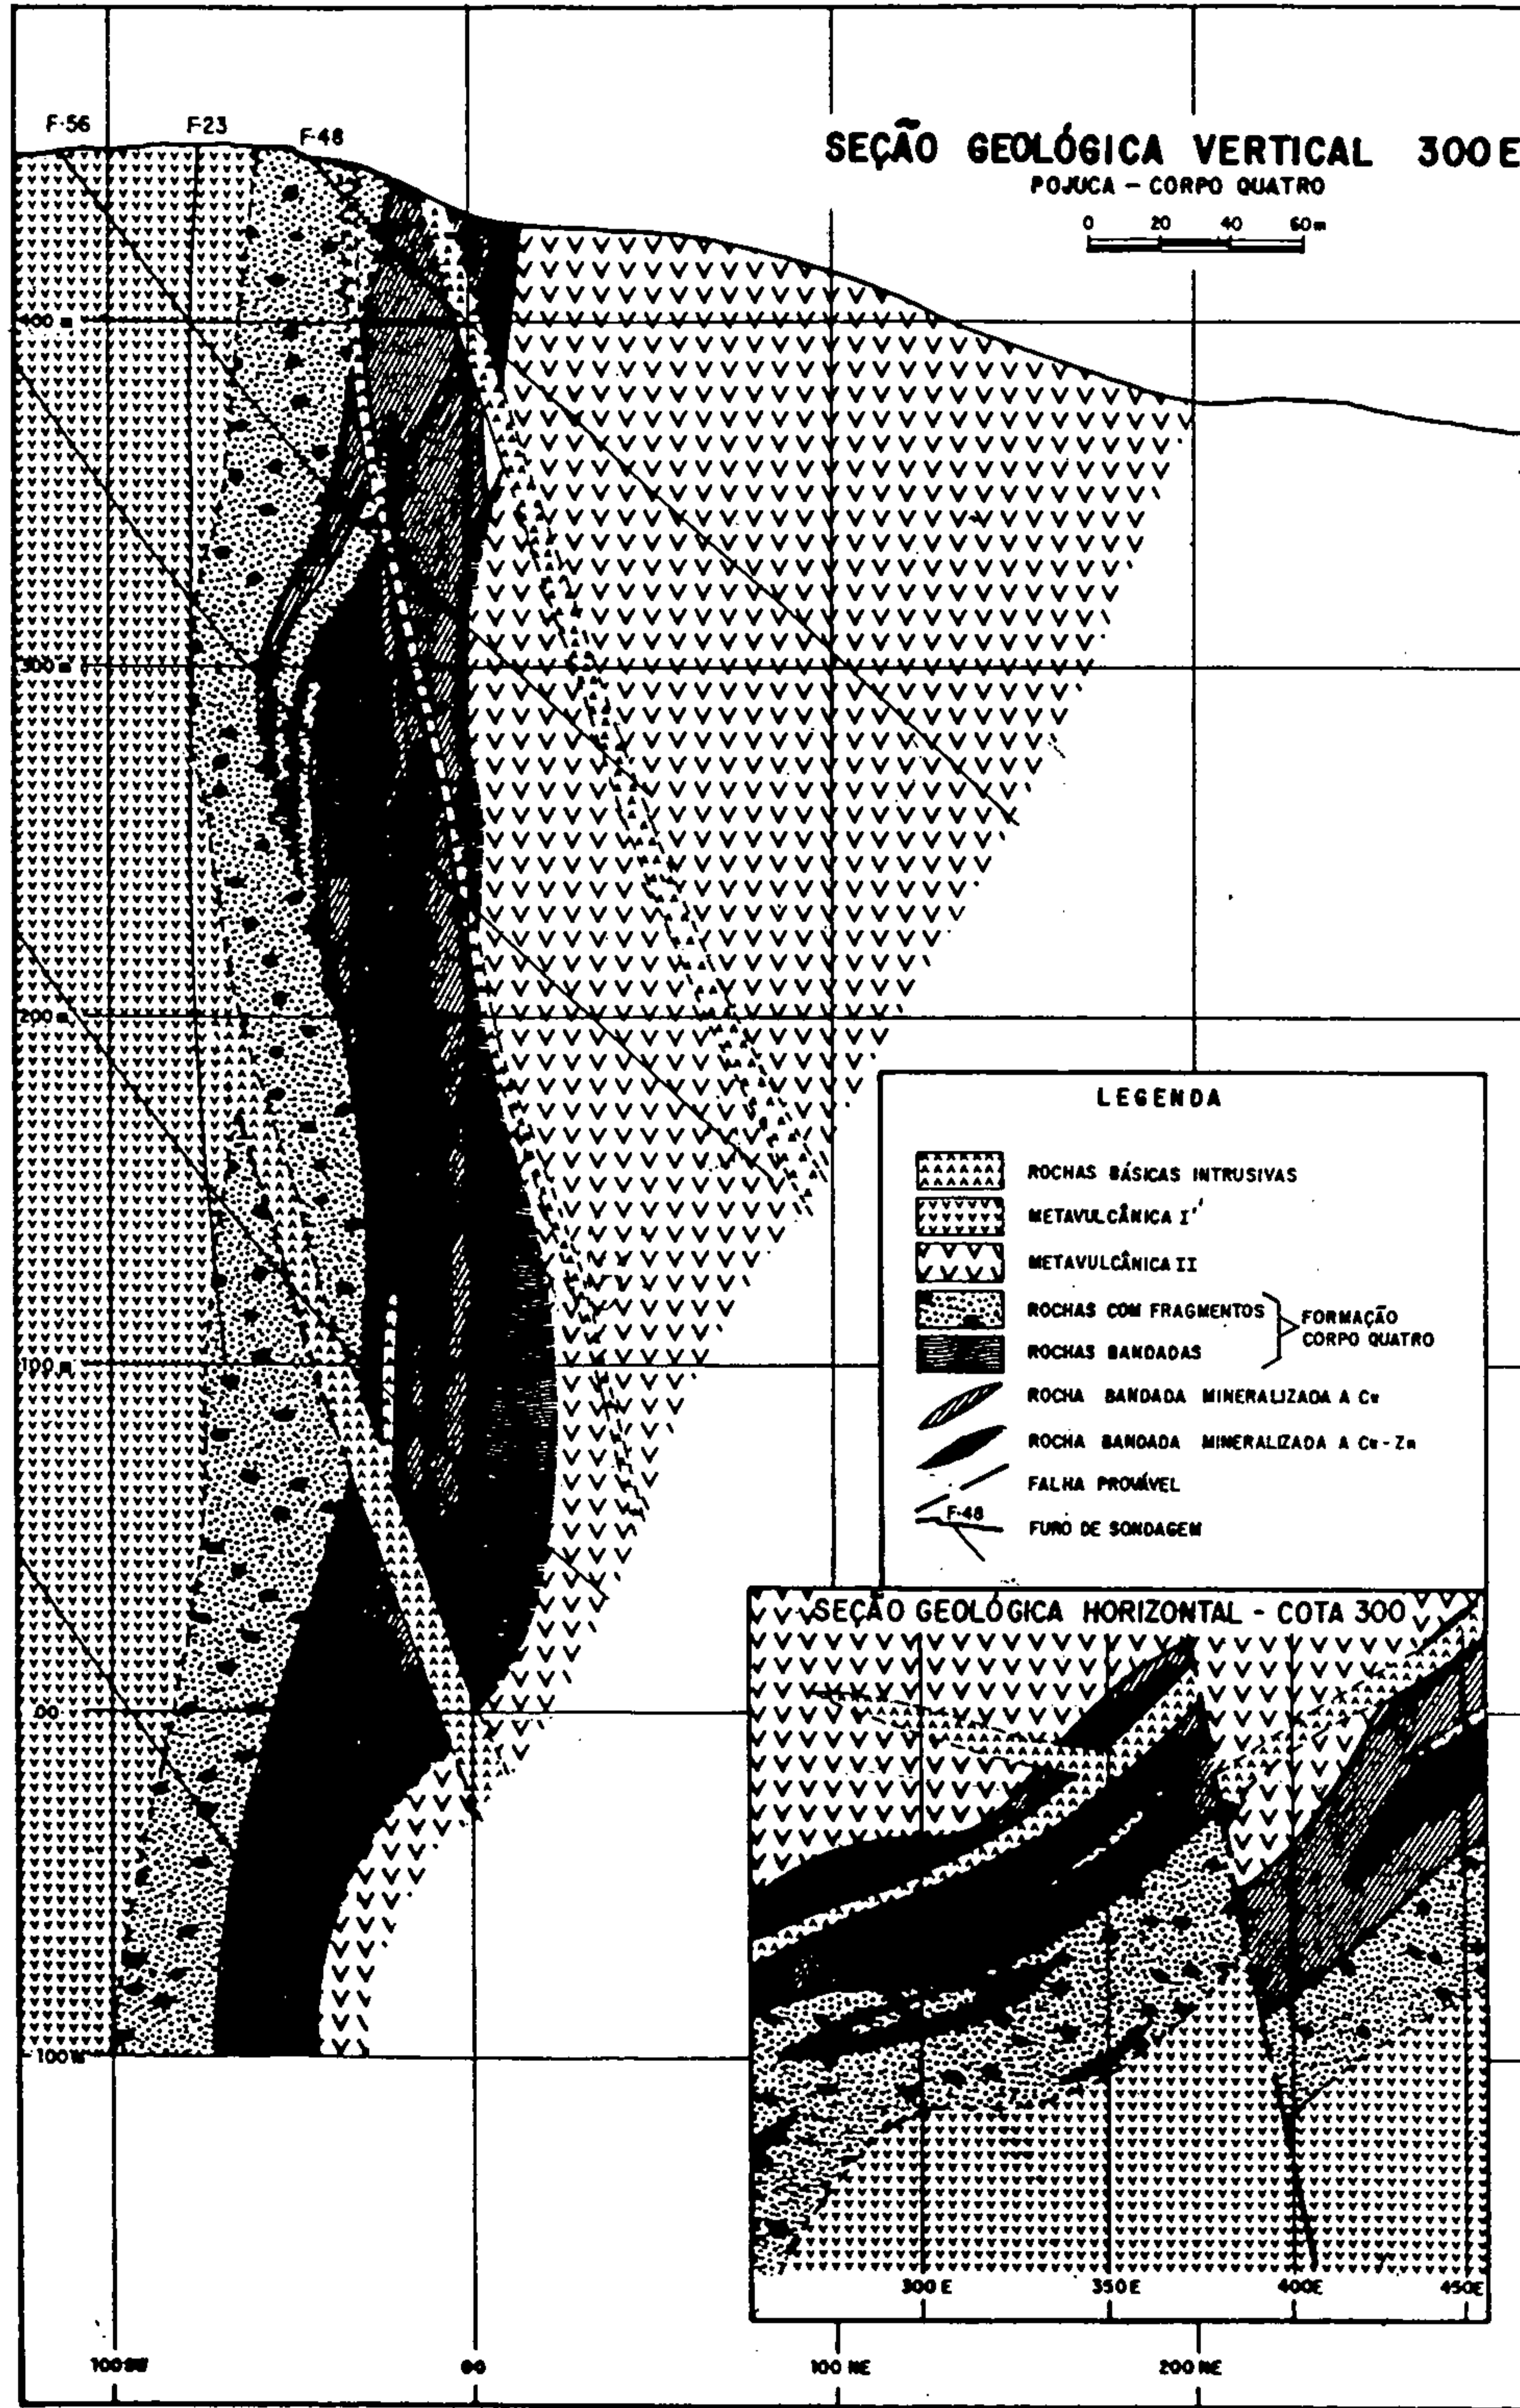 F-56
F-23
F-48
SEÇÃO GEOLÓGICA VERTICAL 300E
POJUCA - CORPO QUATRO
0 20 40 60m
400 m
300 m
200 m
100 m
00
-100 m
LEGENDA
ROCHAS BÁSICAS INTRUSIVAS
METAVULCÂNICA I
METAVULCÂNICA II
ROCHAS COM FRAGMENTOS
ROCHAS BANDADAS
FORMAÇÃO
CORPO QUATRO
ROCHA BANDADA MINERALIZADA A Cu
ROCHA BANDADA MINERALIZADA A Cu-Zn
FALHA PROVÁVEL
F-48
FURO DE SONDAGEM
SEÇÃO GEOLÓGICA HORIZONTAL - COTA 300
300 E 350 E 400E 450E
100SW 00 100 NE 200 NE